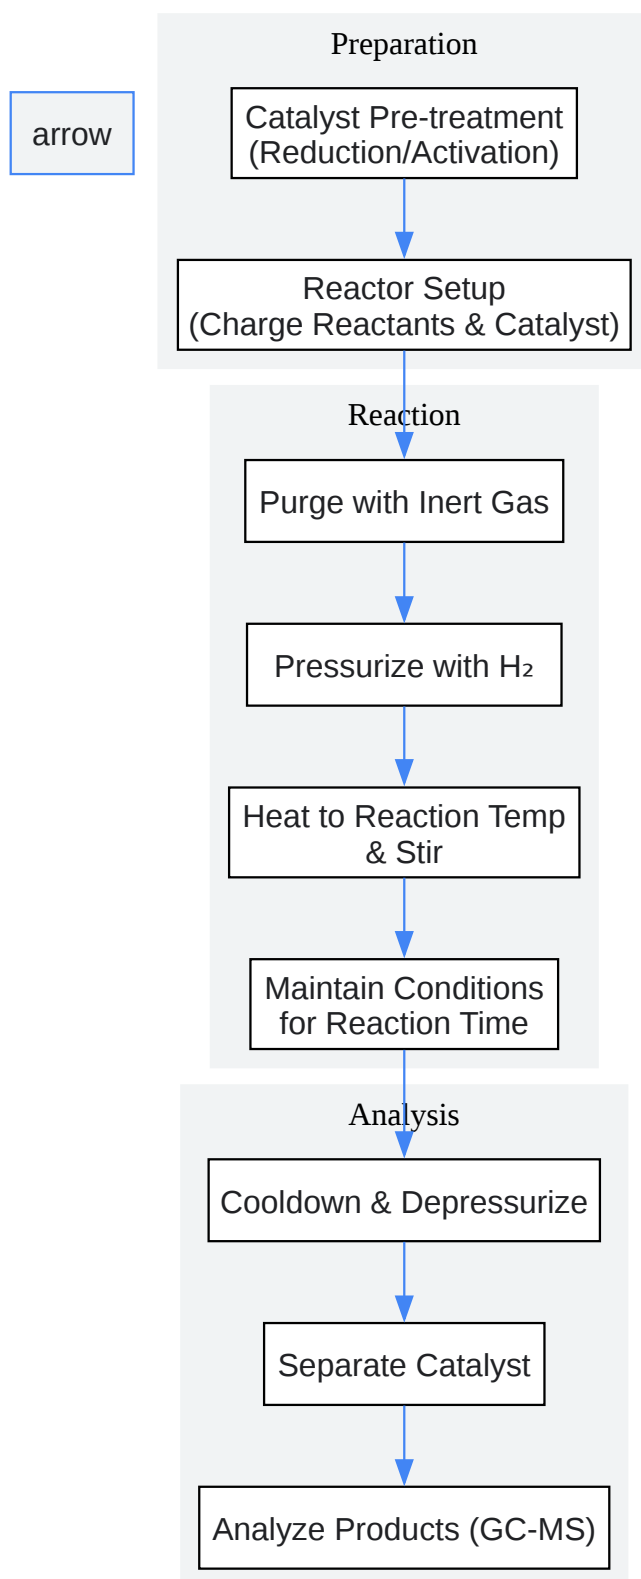 Preparation
arrow
Catalyst Pre-treatment
(Reduction/Activation)
Reactor Setup
(Charge Reactants & Catalyst)
Reaction
Purge with Inert Gas
Pressurize with H₂
Heat to Reaction Temp
& Stir
Maintain Conditions
for Reaction Time
Analysis
Cooldown & Depressurize
Separate Catalyst
Analyze Products (GC-MS)